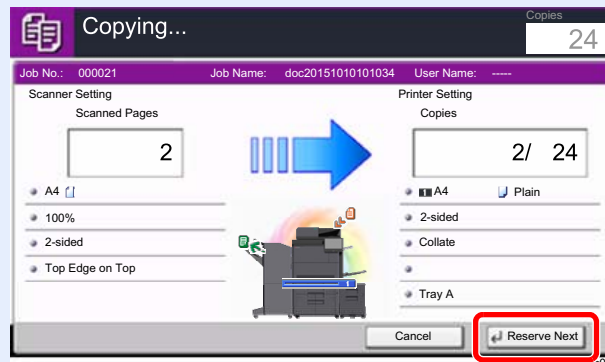 Copying...
Copies
24
Job No.: 000021 Job Name: doc20151010101034 User Name: -----
Scanner Setting Printer Setting
Scanned Pages Copies
2 2/ 24
A4 1 A4 Plain
100% 2-sided
2-sided Collate
Top Edge on Top
Tray A
1
Cancel Reserve Next